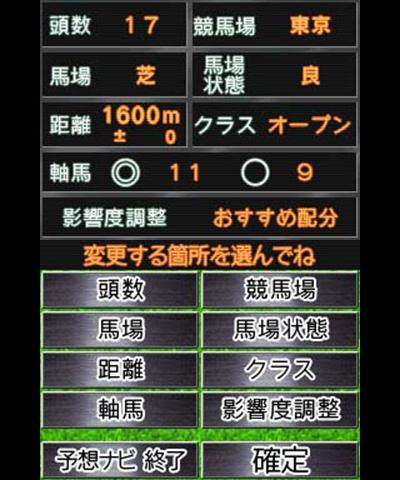 頭数 17 競馬場 東京
馬場 芝 馬場状態 良
距離 1600m ± 0 クラス オープン
軸馬 ◎ 11 ○ 9
影響度調整 おすすめ配分
変更する箇所を選んでね
頭数 競馬場
馬場 馬場状態
距離 クラス
軸馬 影響度調整
予想ナビ 終了 確定